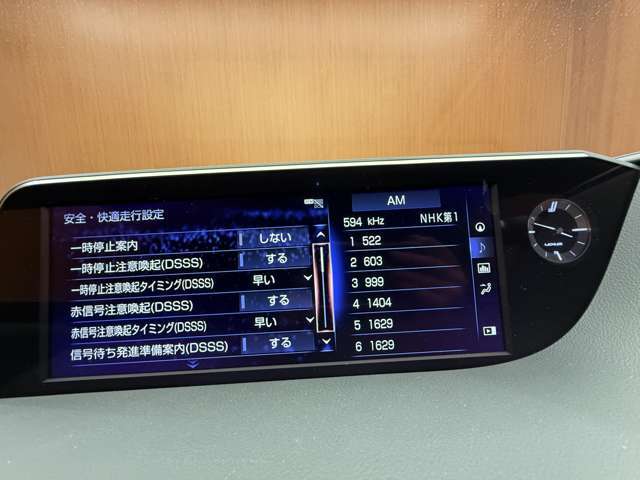 安全・快適走行設定
一時停止案内 しない
一時停止注意喚起(DSSS) する
一時停止注意喚起タイミング(DSSS) 早い
赤信号注意喚起(DSSS) する
赤信号注意喚起タイミング(DSSS) 早い
信号待ち発進準備案内(DSSS) する
AM
594 kHz NHK第1
1 522
2 603
3 999
4 1404
5 1629
6 1629
LEXUS